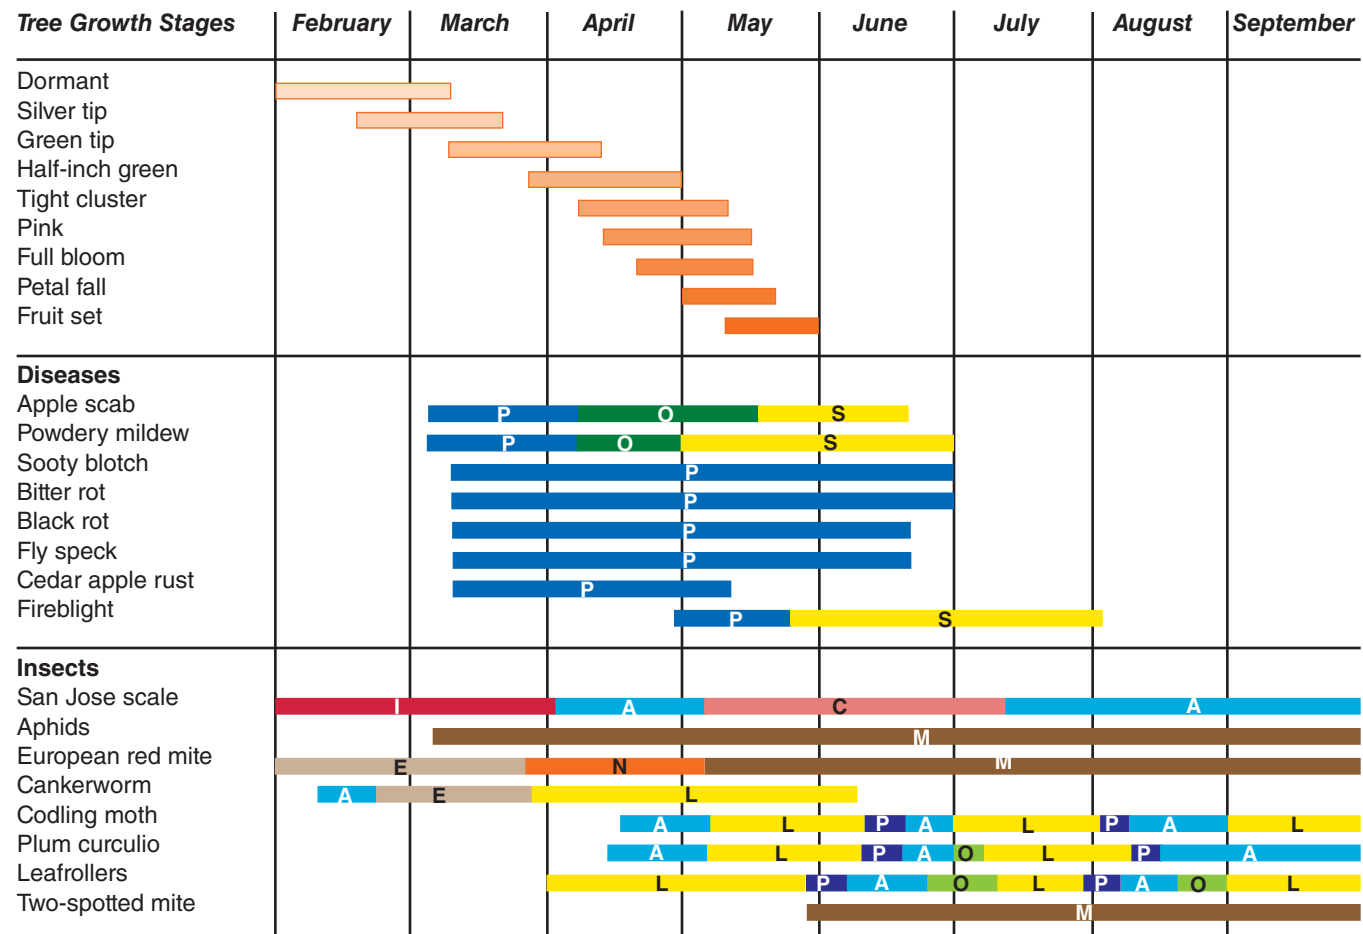 Tree Growth Stages February March April May June July August September
Dormant
Silver tip
Green tip
Half-inch green
Tight cluster
Pink
Full bloom
Petal fall
Fruit set
Diseases
Apple scab P O S
Powdery mildew P O S
Sooty blotch P
Bitter rot P
Black rot P
Fly speck P
Cedar apple rust P
Fireblight P S
Insects
San Jose scale I A C A
Aphids M
European red mite E N M
Cankerworm A E L
Codling moth A L P A L P A L
Plum curculio A L P A O L P A
Leafrollers L P A O L P A O L
Two-spotted mite M